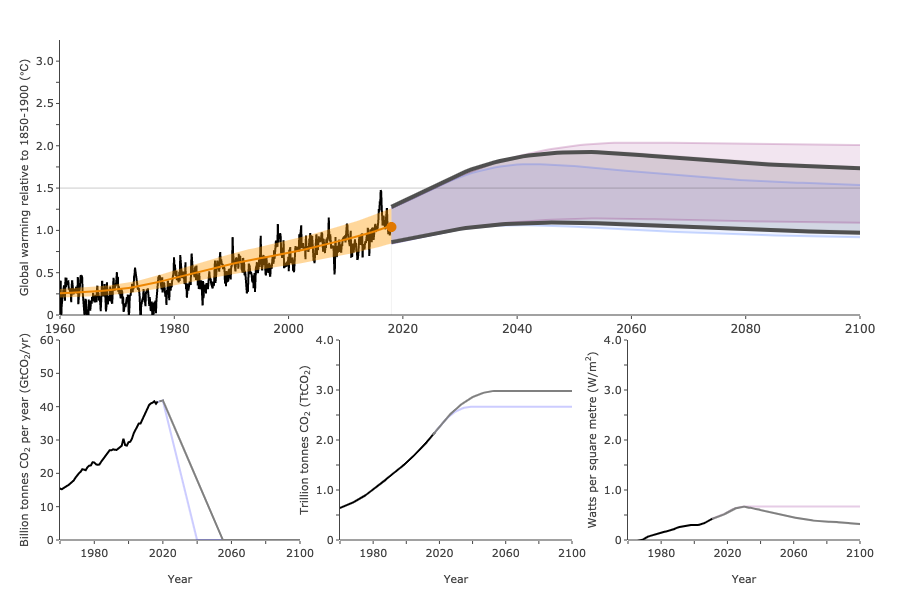 Global warming relative to 1850-1900 (°C)
3.0
2.5
2.0
1.5
1.0
0.5
0
1960 1980 2000 2020 2040 2060 2080 2100
Billion tonnes CO₂ per year (GtCO₂/yr)
60
50
40
30
20
10
0
1980 2020 2060 2100
Year
Trillion tonnes CO₂ (TtCO₂)
4.0
3.0
2.0
1.0
0
1980 2020 2060 2100
Year
Watts per square metre (W/m²)
4.0
3.0
2.0
1.0
0
1980 2020 2060 2100
Year